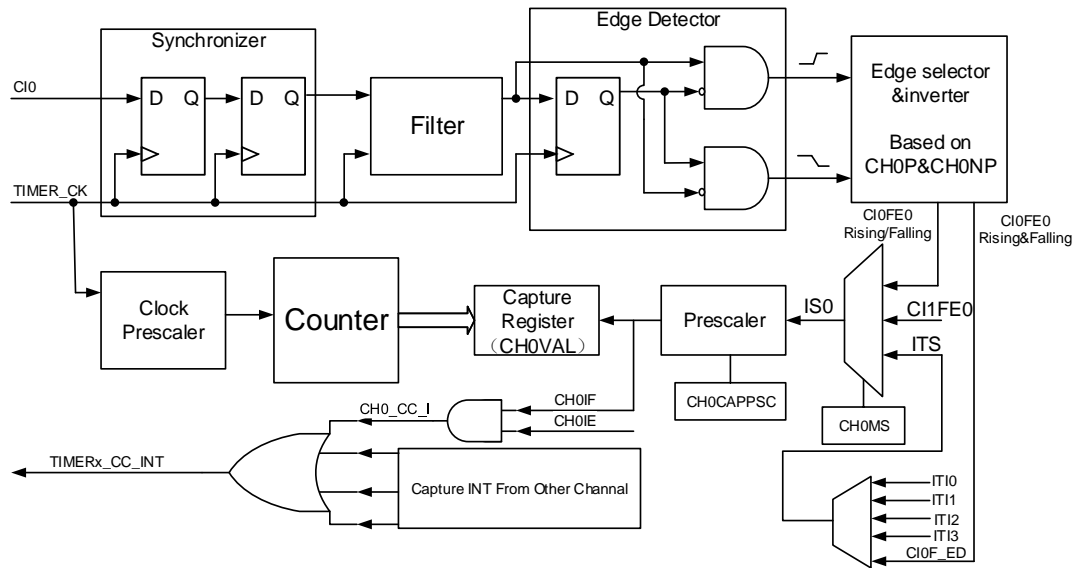 Edge Detector
Synchronizer
CI0
D Q
D Q
Filter
D Q
Edge selector
&inverter
Based on
CH0P&CH0NP
TIMER_CK
CI0FE0
Rising/Falling
CI0FE0
Rising&Falling
Clock
Prescaler
Counter
Capture
Register
（CH0VAL）
Prescaler
IS0
CI1FE0
ITS
CH0CAPPSC
CH0MS
CH0_CC_I
CH0IF
CH0IE
TIMERx_CC_INT
Capture INT From Other Channel
ITI0
ITI1
ITI2
ITI3
CI0F_ED